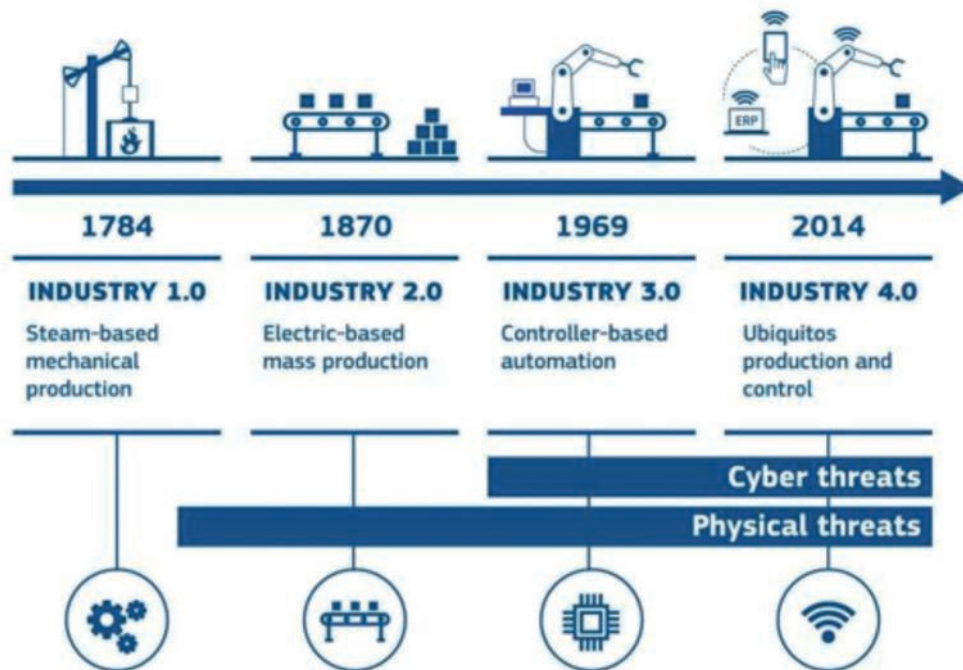 ERP
1784
1870
1969
2014
INDUSTRY 1.0
Steam-based
mechanical
production
INDUSTRY 2.0
Electric-based
mass production
INDUSTRY 3.0
Controller-based
automation
INDUSTRY 4.0
Ubiquitos
production and
control
Cyber threats
Physical threats